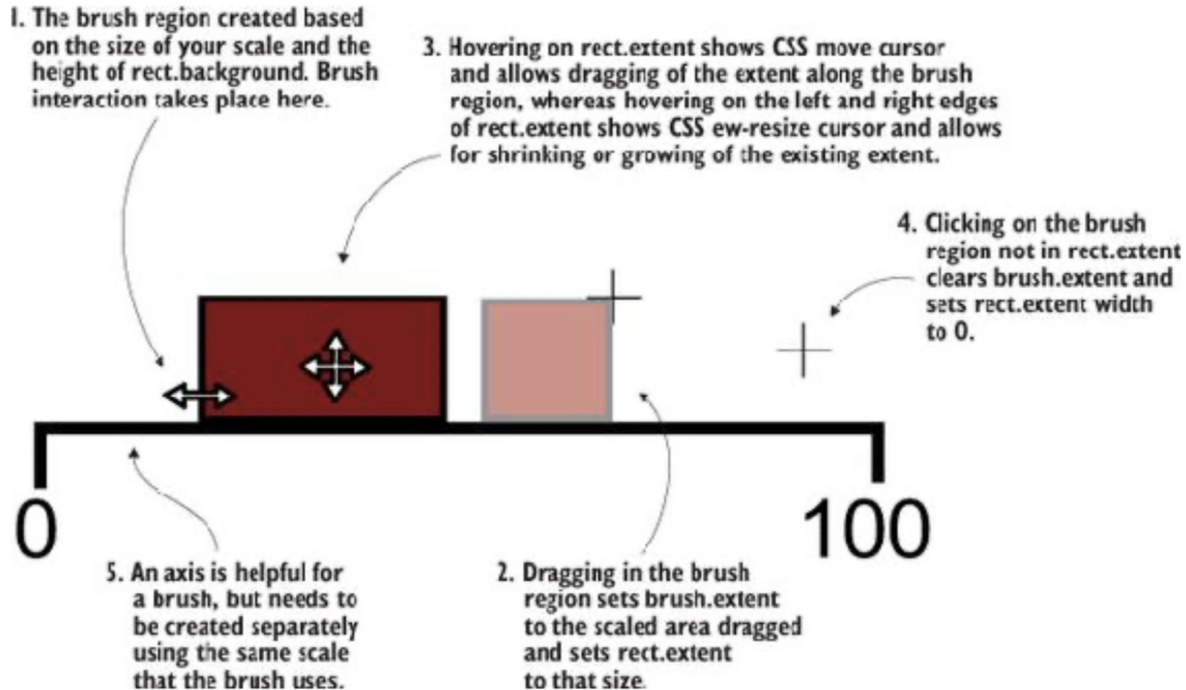 1. The brush region created based
on the size of your scale and the
height of rect.background. Brush
interaction takes place here.
3. Hovering on rect.extent shows CSS move cursor
and allows dragging of the extent along the brush
region, whereas hovering on the left and right edges
of rect.extent shows CSS ew-resize cursor and allows
for shrinking or growing of the existing extent.
4. Clicking on the brush
region not in rect.extent
clears brush.extent and
sets rect.extent width
to 0.
0
100
5. An axis is helpful for
a brush, but needs to
be created separately
using the same scale
that the brush uses.
2. Dragging in the brush
region sets brush.extent
to the scaled area dragged
and sets rect.extent
to that size.